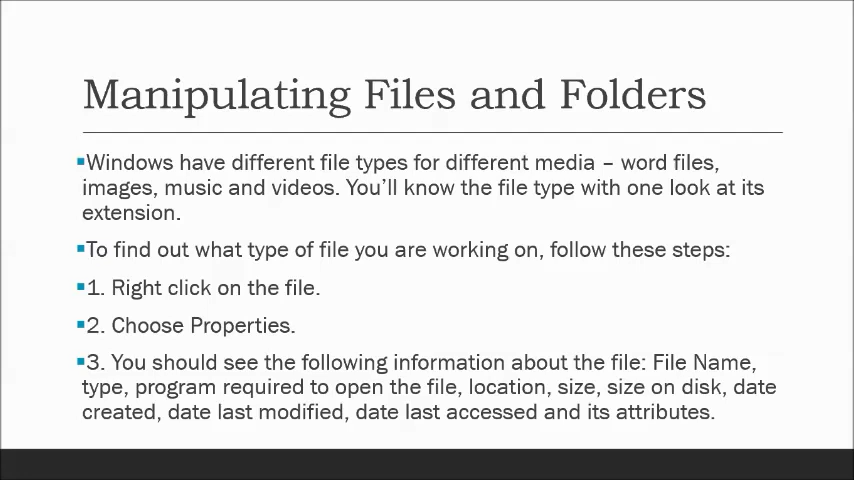 Manipulating Files and Folders
▪Windows have different file types for different media – word files,
images, music and videos. You’ll know the file type with one look at its
extension.
▪To find out what type of file you are working on, follow these steps:
▪1. Right click on the file.
▪2. Choose Properties.
▪3. You should see the following information about the file: File Name,
type, program required to open the file, location, size, size on disk, date
created, date last modified, date last accessed and its attributes.